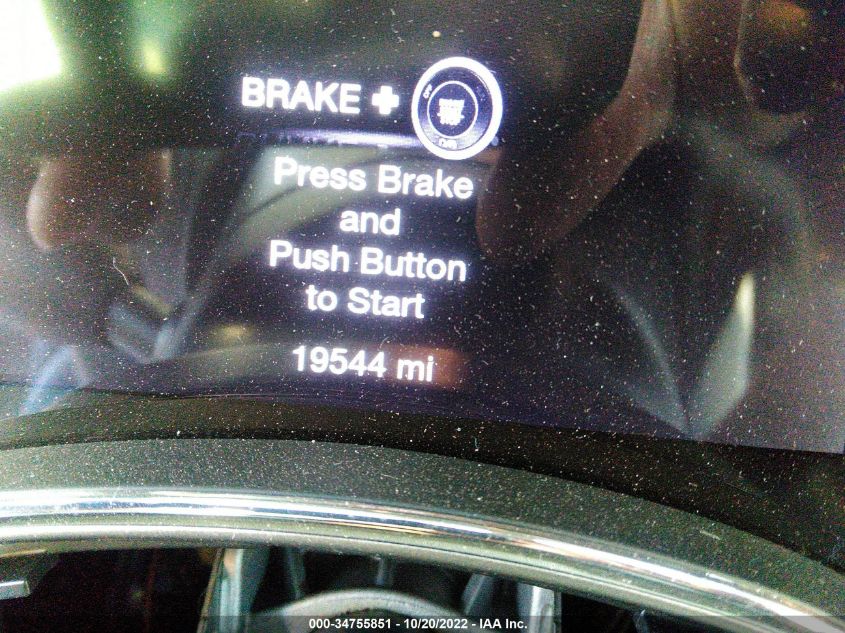 BRAKE +
Press Brake
and
Push Button
to Start
19544 mi
000-34755851 - 10/20/2022 - IAA Inc.